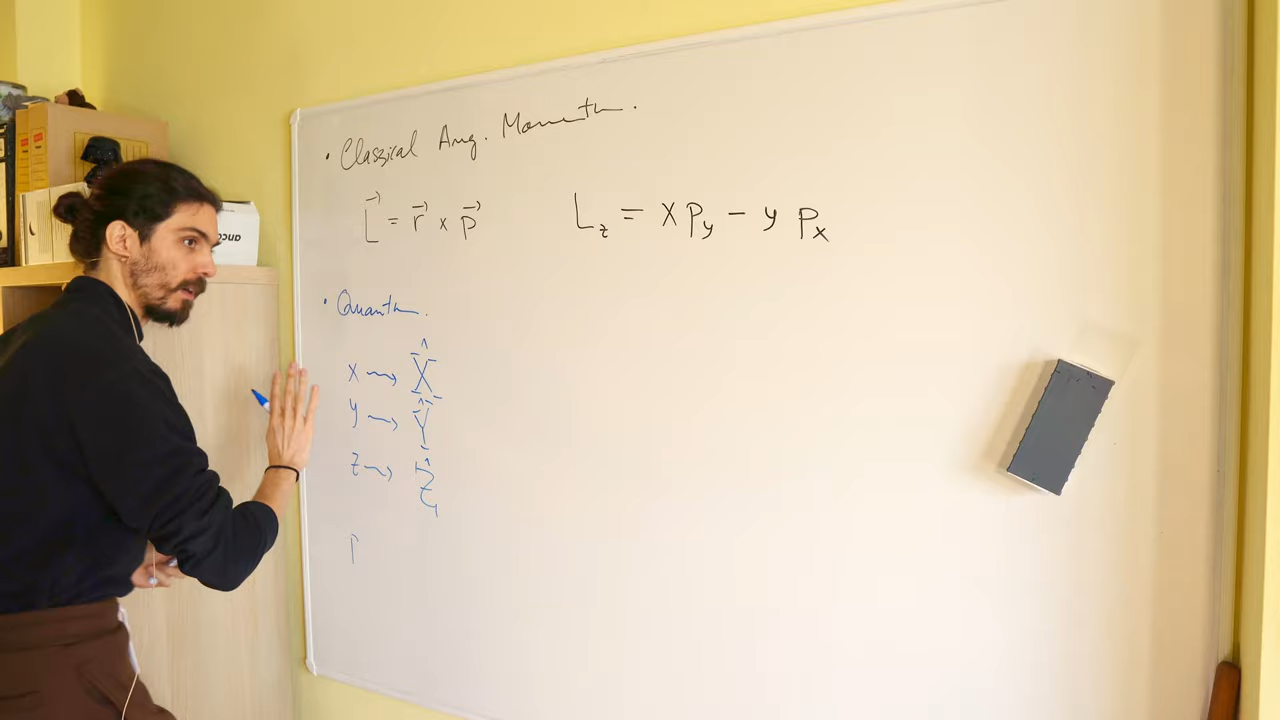 • Classical Ang. Momentum.
L⃗ = r⃗ × p⃗    L_z = x p_y − y p_x
• Quantum.
x ⇝ X̂
y ⇝ Ŷ
z ⇝ Ẑ